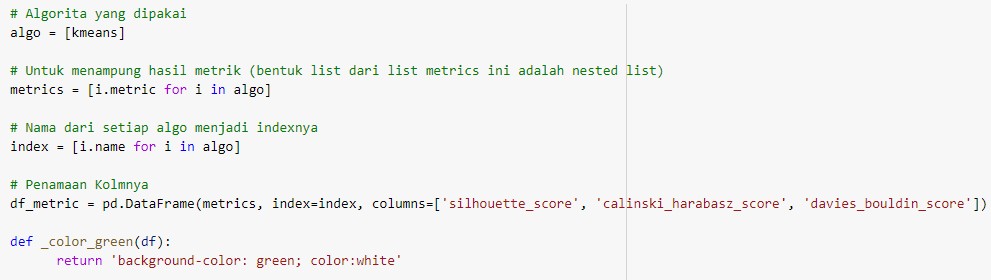 # Algorita yang dipakai
algo = [kmeans]
# Untuk menampung hasil metrik (bentuk list dari list metrics ini adalah nested list)
metrics = [i.metric for i in algo]
# Nama dari setiap algo menjadi indexnya
index = [i.name for i in algo]
# Penamaan Kolmnya
df_metric = pd.DataFrame(metrics, index=index, columns=['silhouette_score', 'calinski_harabasz_score', 'davies_bouldin_score'])
def _color_green(df):
      return 'background-color: green; color:white'